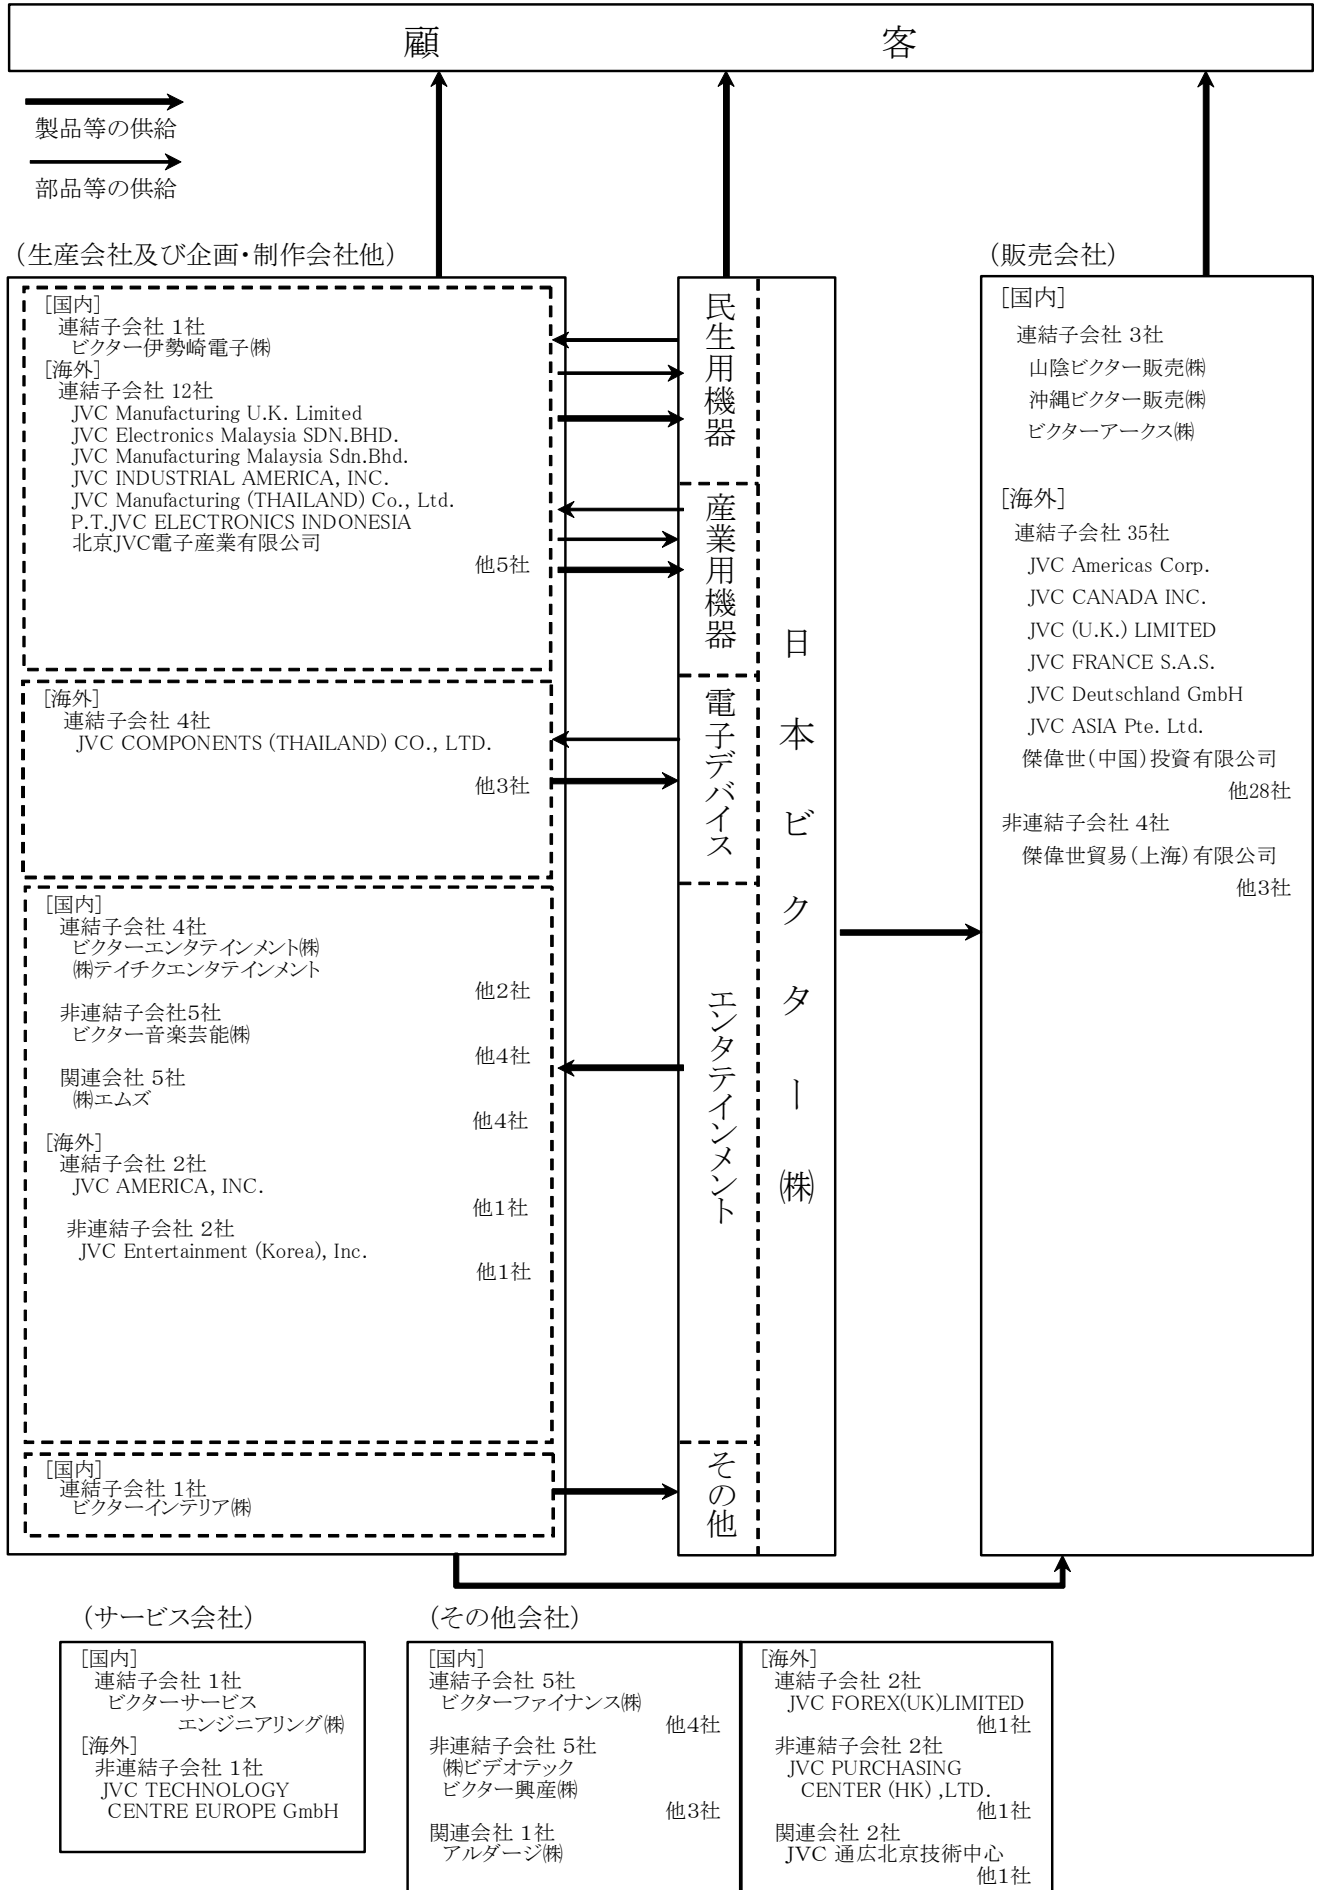 顧客
製品等の供給
部品等の供給
（生産会社及び企画・制作会社他）
[国内]
連結子会社 1社
ビクター伊勢崎電子㈱
[海外]
連結子会社 12社
JVC Manufacturing U.K. Limited
JVC Electronics Malaysia SDN.BHD.
JVC Manufacturing Malaysia Sdn.Bhd.
JVC INDUSTRIAL AMERICA, INC.
JVC Manufacturing (THAILAND) Co., Ltd.
P.T.JVC ELECTRONICS INDONESIA
北京JVC電子産業有限公司
他5社
[海外]
連結子会社 4社
JVC COMPONENTS (THAILAND) CO., LTD.
他3社
[国内]
連結子会社 4社
ビクターエンタテインメント㈱
㈱テイチクエンタテインメント
他2社
非連結子会社5社
ビクター音楽芸能㈱
他4社
関連会社 5社
㈱エムズ
他4社
[海外]
連結子会社 2社
JVC AMERICA, INC.
他1社
非連結子会社 2社
JVC Entertainment (Korea), Inc.
他1社
[国内]
連結子会社 1社
ビクターインテリア㈱
民生用機器
産業用機器
電子デバイス
エンタテインメント
その他
日本ビクター㈱
（販売会社）
[国内]
連結子会社 3社
山陰ビクター販売㈱
沖縄ビクター販売㈱
ビクターアークス㈱
[海外]
連結子会社 35社
JVC Americas Corp.
JVC CANADA INC.
JVC (U.K.) LIMITED
JVC FRANCE S.A.S.
JVC Deutschland GmbH
JVC ASIA Pte. Ltd.
傑偉世（中国）投資有限公司
他28社
非連結子会社 4社
傑偉世貿易（上海）有限公司
他3社
（サービス会社）
[国内]
連結子会社 1社
ビクターサービス
エンジニアリング㈱
[海外]
非連結子会社 1社
JVC TECHNOLOGY
CENTRE EUROPE GmbH
（その他会社）
[国内]
連結子会社 5社
ビクターファイナンス㈱
他4社
非連結子会社 5社
㈱ビデオテック
ビクター興産㈱
他3社
関連会社 1社
アルダージ㈱
[海外]
連結子会社 2社
JVC FOREX(UK)LIMITED
他1社
非連結子会社 2社
JVC PURCHASING
CENTER (HK) ,LTD.
他1社
関連会社 2社
JVC 通広北京技術中心
他1社